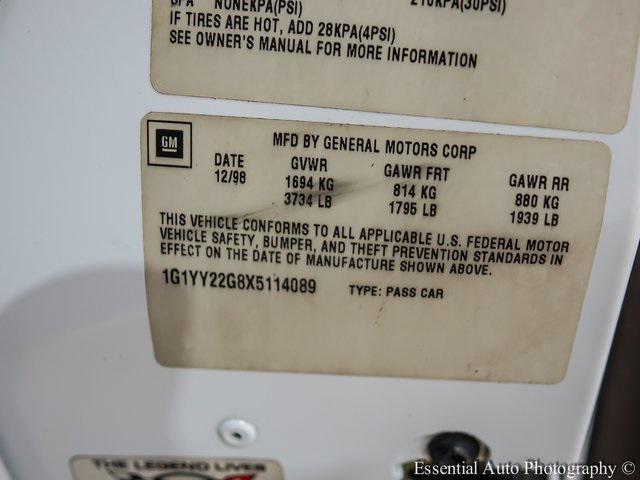 SPA NONEKPA(PSI) 210KPA(30PSI)
IF TIRES ARE HOT, ADD 28KPA(4PSI)
SEE OWNER'S MANUAL FOR MORE INFORMATION
GM
MFD BY GENERAL MOTORS CORP
DATE GVWR GAWR FRT GAWR RR
12/98 1694 KG 814 KG 880 KG
3734 LB 1795 LB 1939 LB
THIS VEHICLE CONFORMS TO ALL APPLICABLE U.S. FEDERAL MOTOR
VEHICLE SAFETY, BUMPER, AND THEFT PREVENTION STANDARDS IN
EFFECT ON THE DATE OF MANUFACTURE SHOWN ABOVE.
1G1YY22G8X5114089 TYPE: PASS CAR
THE LEGEND LIVES
Essential Auto Photography ©